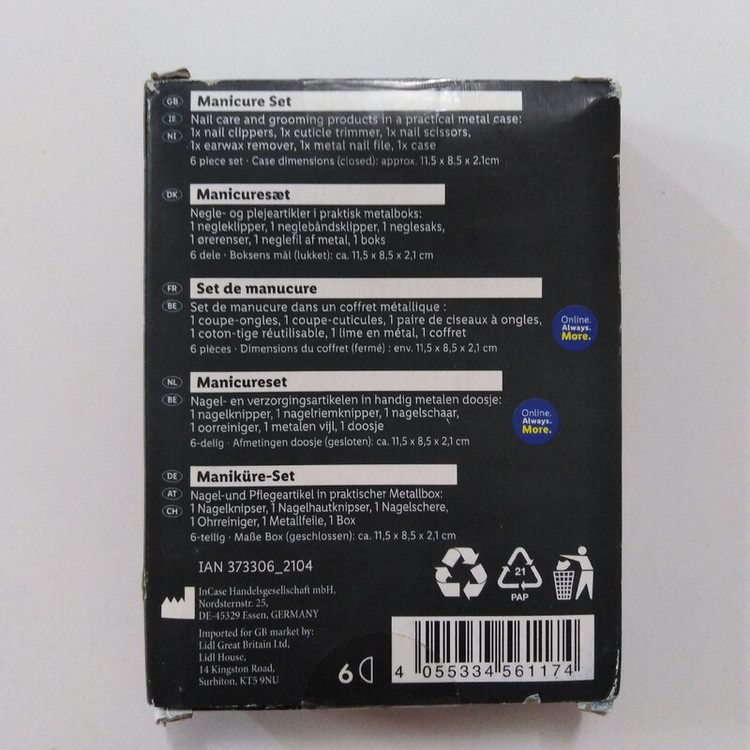 GB Manicure Set
IE Nail care and grooming products in a practical metal case:
NI 1x nail clippers, 1x cuticle trimmer, 1x nail scissors,
1x earwax remover, 1x metal nail file, 1x case
6 piece set · Case dimensions (closed): approx. 11.5 x 8.5 x 2.1cm
DK Manicuresæt
Negle- og plejeartikler i praktisk metalboks:
1 negleklipper, 1 neglebåndsklipper, 1 neglesaks,
1 ørerenser, 1 neglefil af metal, 1 boks
6 dele · Boksens mål (lukket): ca. 11,5 x 8,5 x 2,1 cm
FR Set de manucure
BE Set de manucure dans un coffret métallique :
1 coupe-ongles, 1 coupe-cuticules, 1 paire de ciseaux à ongles,
1 coton-tige réutilisable, 1 lime en métal, 1 coffret
6 pièces · Dimensions du coffret (fermé) : env. 11,5 x 8,5 x 2,1 cm
Online.
Always.
More.
NL Manicureset
BE Nagel- en verzorgingsartikelen in handig metalen doosje:
1 nagelknipper, 1 nagelriemknipper, 1 nagelschaar,
1 oorreiniger, 1 metalen vijl, 1 doosje
6-delig · Afmetingen doosje (gesloten): ca. 11,5 x 8,5 x 2,1 cm
Online.
Always.
More.
DE Maniküre-Set
AT Nagel-und Pflegeartikel in praktischer Metallbox:
CH 1 Nagelknipser, 1 Nagelhautknipser, 1 Nagelschere,
1 Ohrreiniger, 1 Metallfeile, 1 Box
6-teilig · Maße Box (geschlossen): ca. 11,5 x 8,5 x 2,1 cm
IAN 373306_2104
InCase Handelsgesellschaft mbH,
Nordsternstr. 25,
DE-45329 Essen, GERMANY
Imported for GB market by:
Lidl Great Britain Ltd,
Lidl House,
14 Kingston Road,
Surbiton, KT5 9NU
21
PAP
6
4 055334 561174